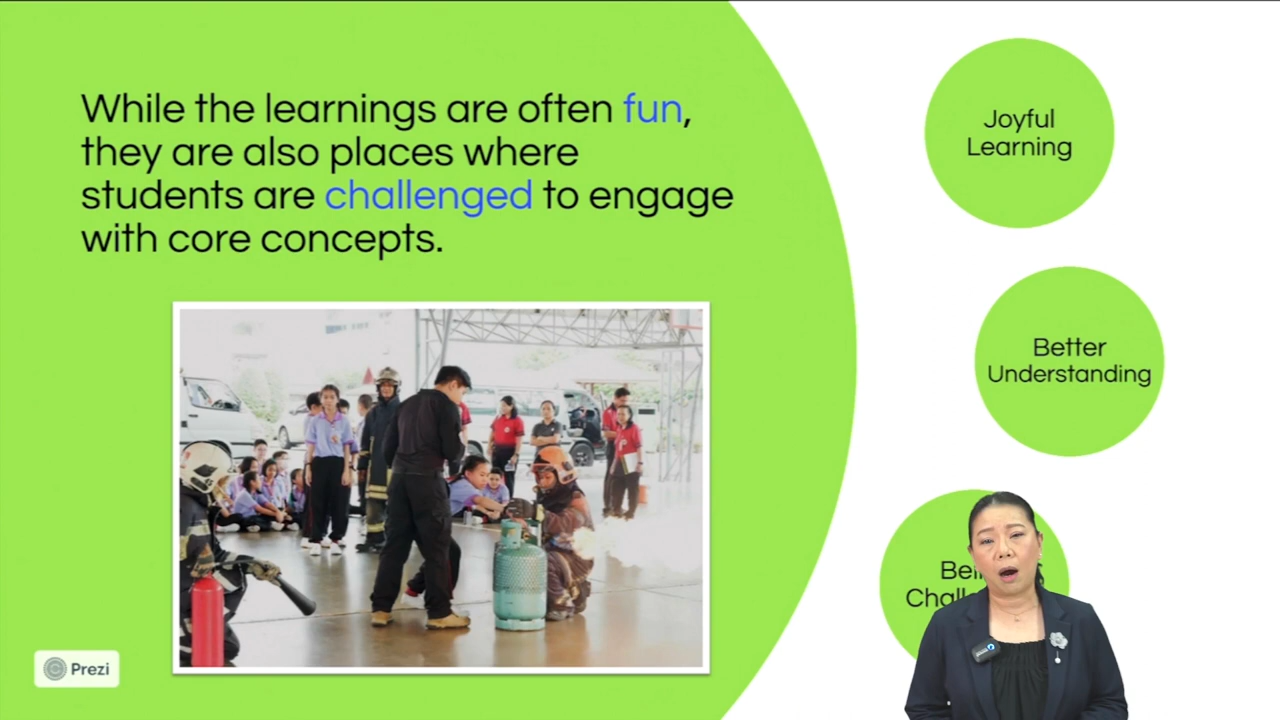 While the learnings are often fun,
they are also places where
students are challenged to engage
with core concepts.
Joyful
Learning
Better
Understanding
Prezi